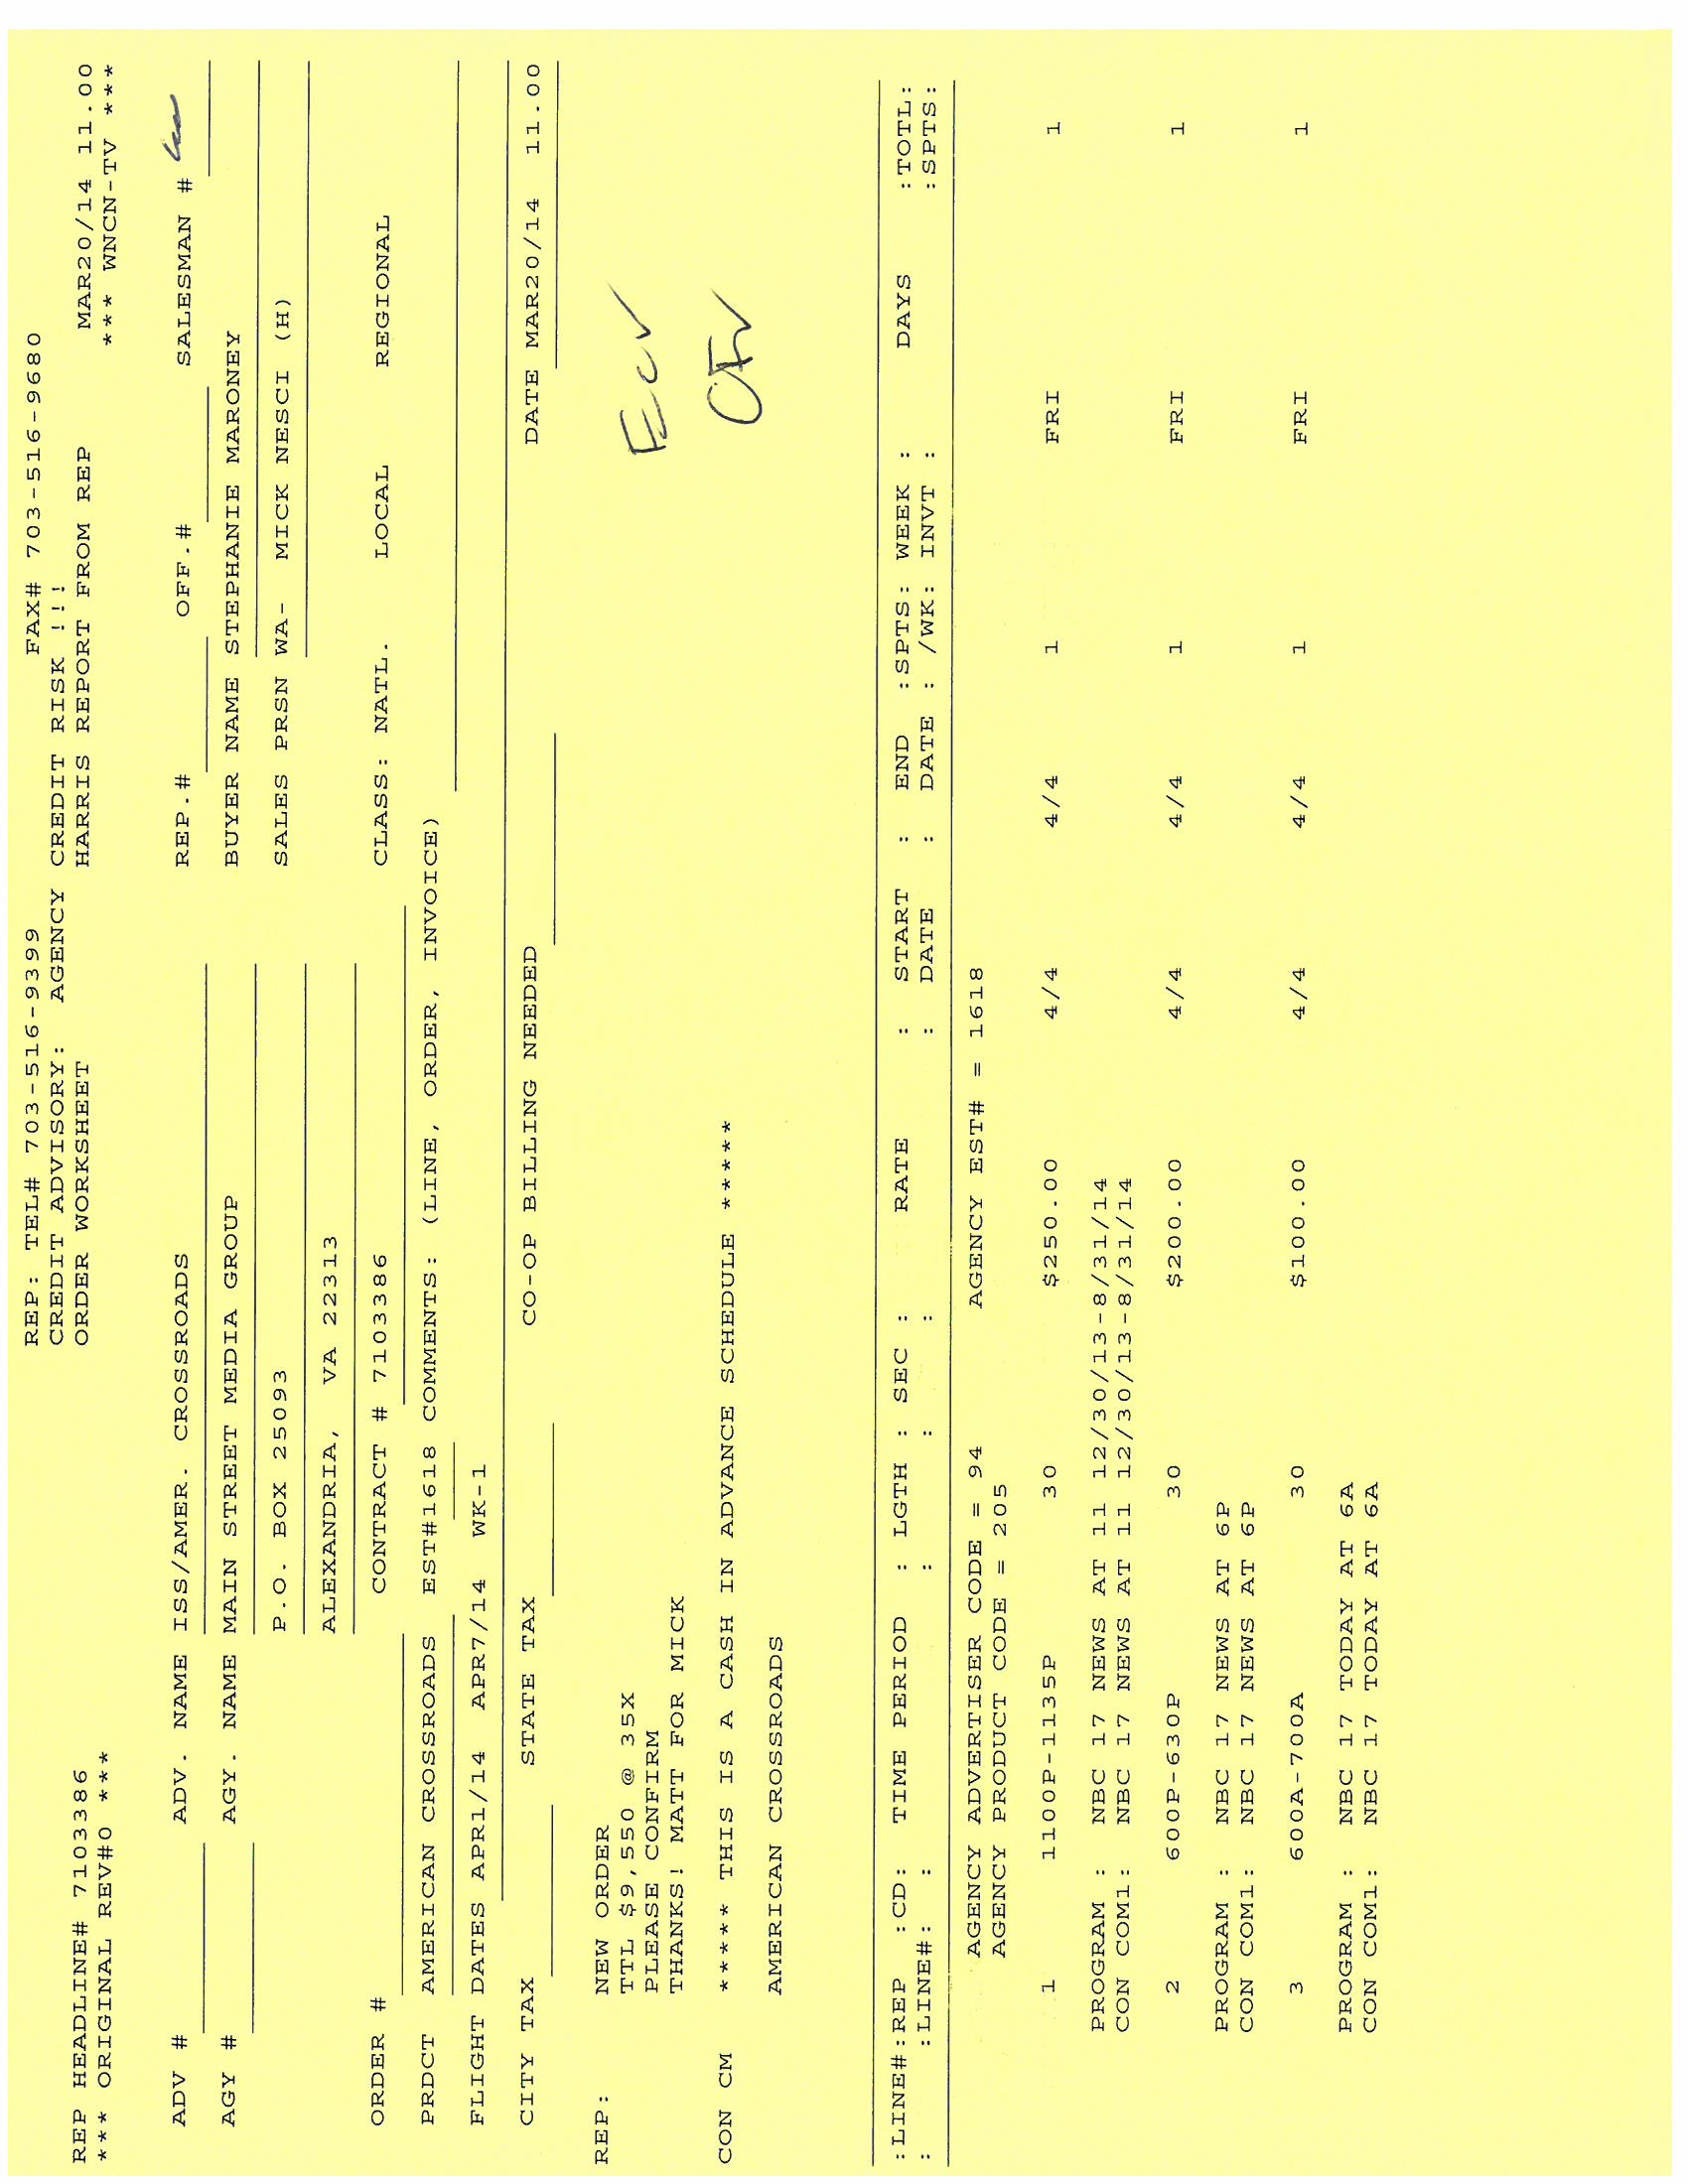 REP: TEL# 703-516-9399 FAX# 703-516-9680
CREDIT ADVISORY: AGENCY CREDIT RISK !!!
REP HEADLINE# 7103386 ORDER WORKSHEET HARRIS REPORT FROM REP MAR20/14 11.00
*** ORIGINAL REV#0 *** *** WNCN-TV ***
ADV # ADV. NAME ISS/AMER. CROSSROADS REP.# OFF.# SALESMAN #
AGY # AGY. NAME MAIN STREET MEDIA GROUP BUYER NAME STEPHANIE MARONEY
P.O. BOX 25093 SALES PRSN WA- MICK NESCI (H)
ALEXANDRIA, VA 22313
ORDER # CONTRACT # 7103386 CLASS: NATL. LOCAL REGIONAL
PRDCT AMERICAN CROSSROADS EST#1618 COMMENTS: (LINE, ORDER, INVOICE)
FLIGHT DATES APR1/14 APR7/14 WK-1
CITY TAX STATE TAX CO-OP BILLING NEEDED DATE MAR20/14 11.00
REP: NEW ORDER
TTL $9,550 @ 35X
PLEASE CONFIRM
THANKS! MATT FOR MICK
CON CM ***** THIS IS A CASH IN ADVANCE SCHEDULE *****
AMERICAN CROSSROADS
:LINE#:REP :CD: TIME PERIOD : LGTH : SEC : RATE : START : END :SPTS: WEEK : DAYS :TOTL:
: :LINE#: : : : : DATE : DATE : /WK: INVT : :SPTS:
AGENCY ADVERTISER CODE = 94 AGENCY EST# = 1618
AGENCY PRODUCT CODE = 205
1 1100P-1135P 30 $250.00 4/4 4/4 1 FRI 1
PROGRAM : NBC 17 NEWS AT 11 12/30/13-8/31/14
CON COM1: NBC 17 NEWS AT 11 12/30/13-8/31/14
2 600P-630P 30 $200.00 4/4 4/4 1 FRI 1
PROGRAM : NBC 17 NEWS AT 6P
CON COM1: NBC 17 NEWS AT 6P
3 600A-700A 30 $100.00 4/4 4/4 1 FRI 1
PROGRAM : NBC 17 TODAY AT 6A
CON COM1: NBC 17 TODAY AT 6A